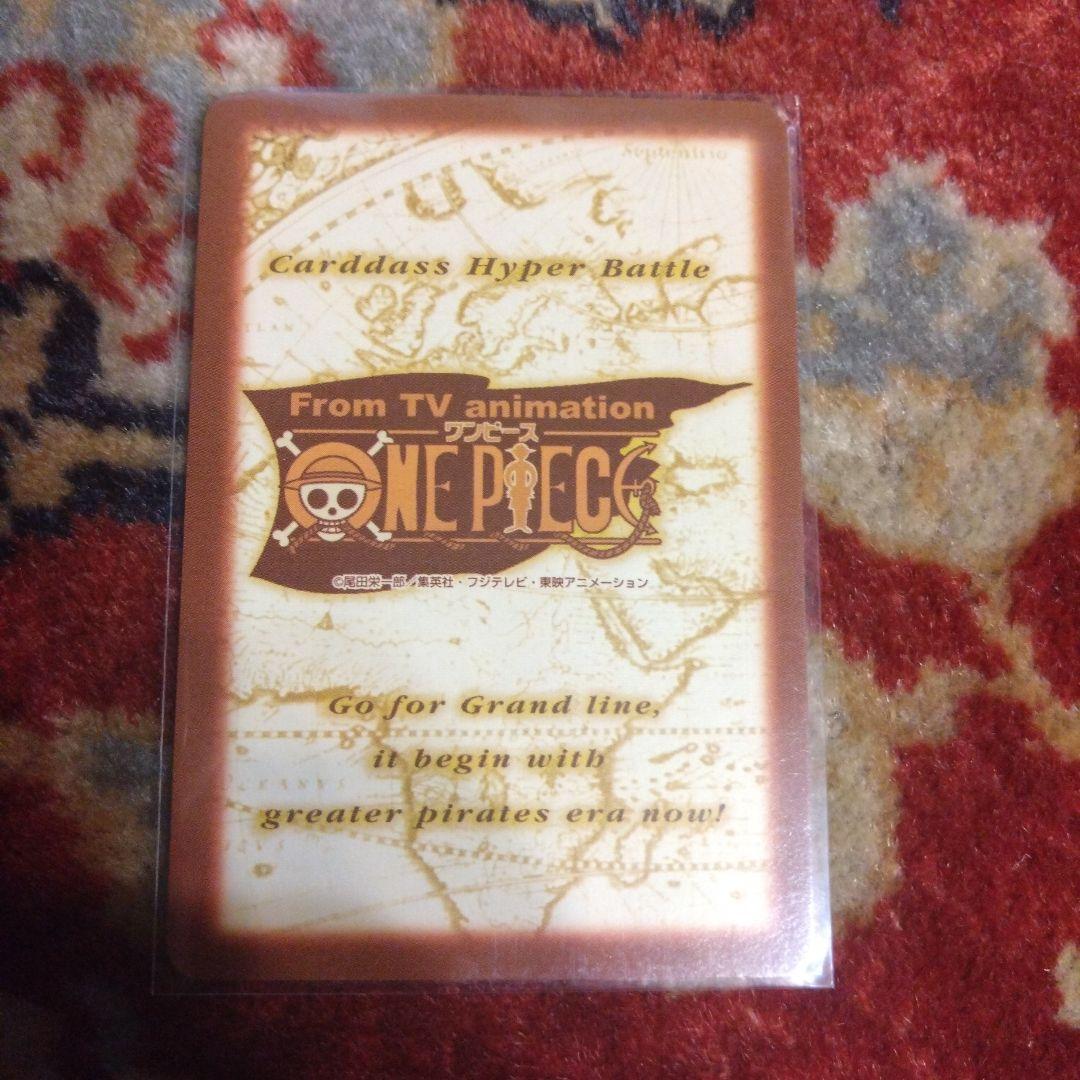 Septentrio
Carddass Hyper Battle
From TV animation
ワンピース
ONE PIECE
©尾田栄一郎／集英社・フジテレビ・東映アニメーション
Go for Grand line,
it begin with
greater pirates era now!